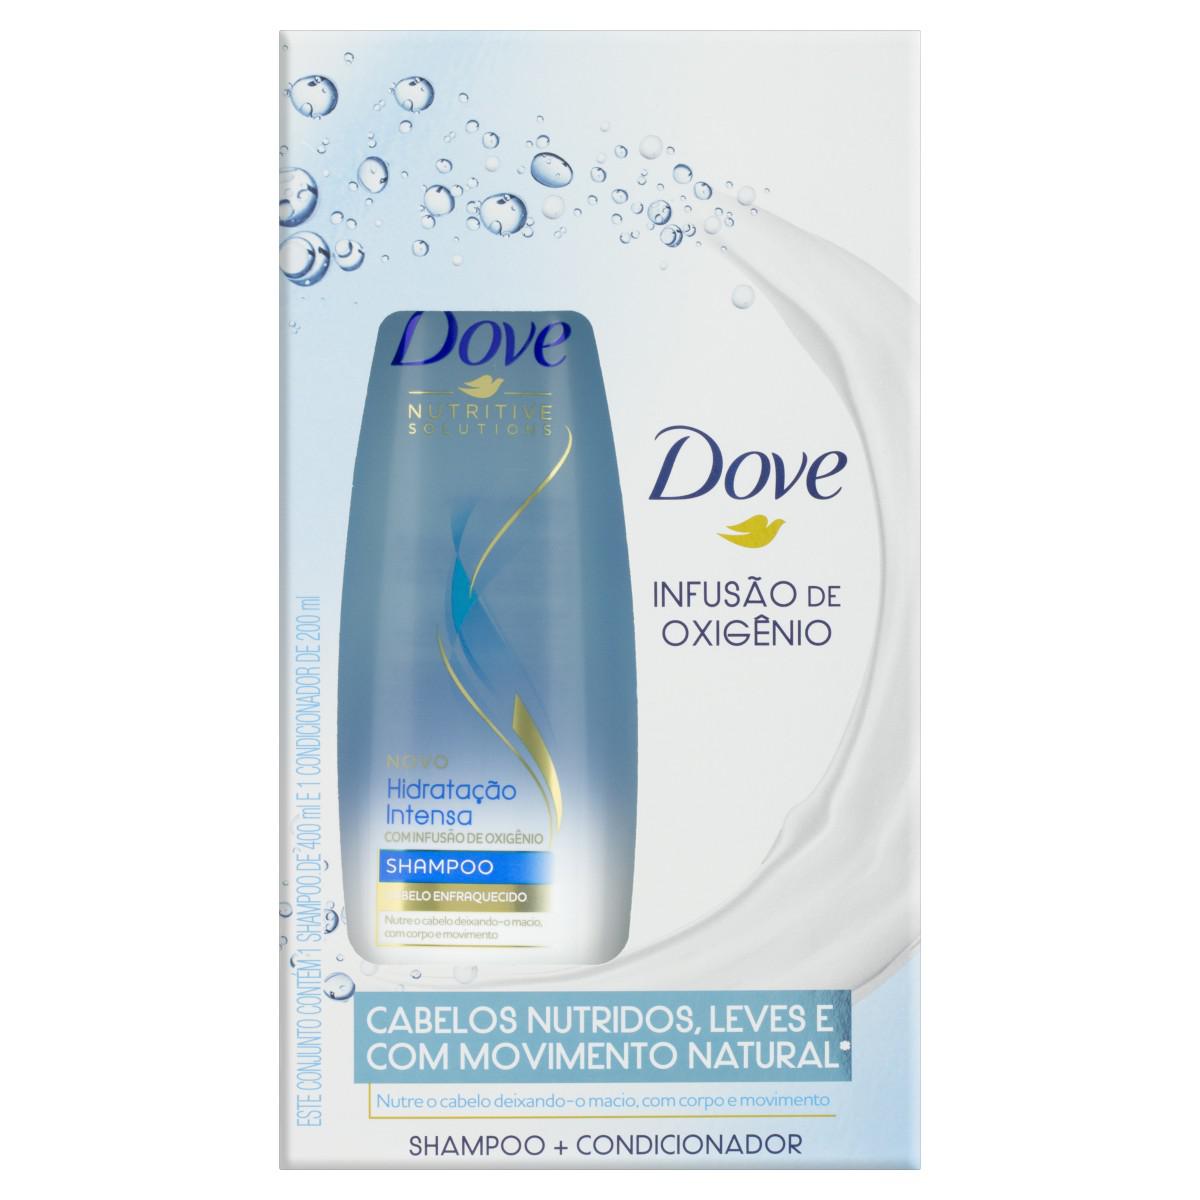 Dove
NUTRITIVE
SOLUTIONS
NOVO
Hidratação
Intensa
COM INFUSÃO DE OXIGÊNIO
SHAMPOO
BELO ENFRAQUECIDO
Nutre o cabelo deixando-o macio,
com corpo e movimento
Dove
INFUSÃO DE
OXIGÊNIO
ESTE CONJUNTO CONTÉM 1 SHAMPOO DE 400 ml E 1 CONDICIONADOR DE 200 ml
CABELOS NUTRIDOS, LEVES E
COM MOVIMENTO NATURAL*
Nutre o cabelo deixando-o macio, com corpo e movimento
SHAMPOO + CONDICIONADOR